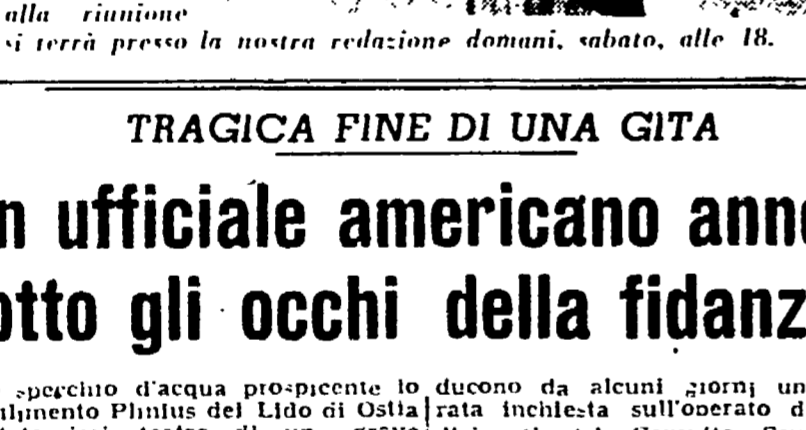 alla riunione
si terrà presso la nostra redazione domani, sabato, alle 18.
TRAGICA FINE DI UNA GITA
n ufficiale americano ann
otto gli occhi della fidanz
specchio d'acqua prospicente lo
ilimento Plinius del Lido di Ostia
ducono da alcuni giorni un
rata inchiesta sull'operato d